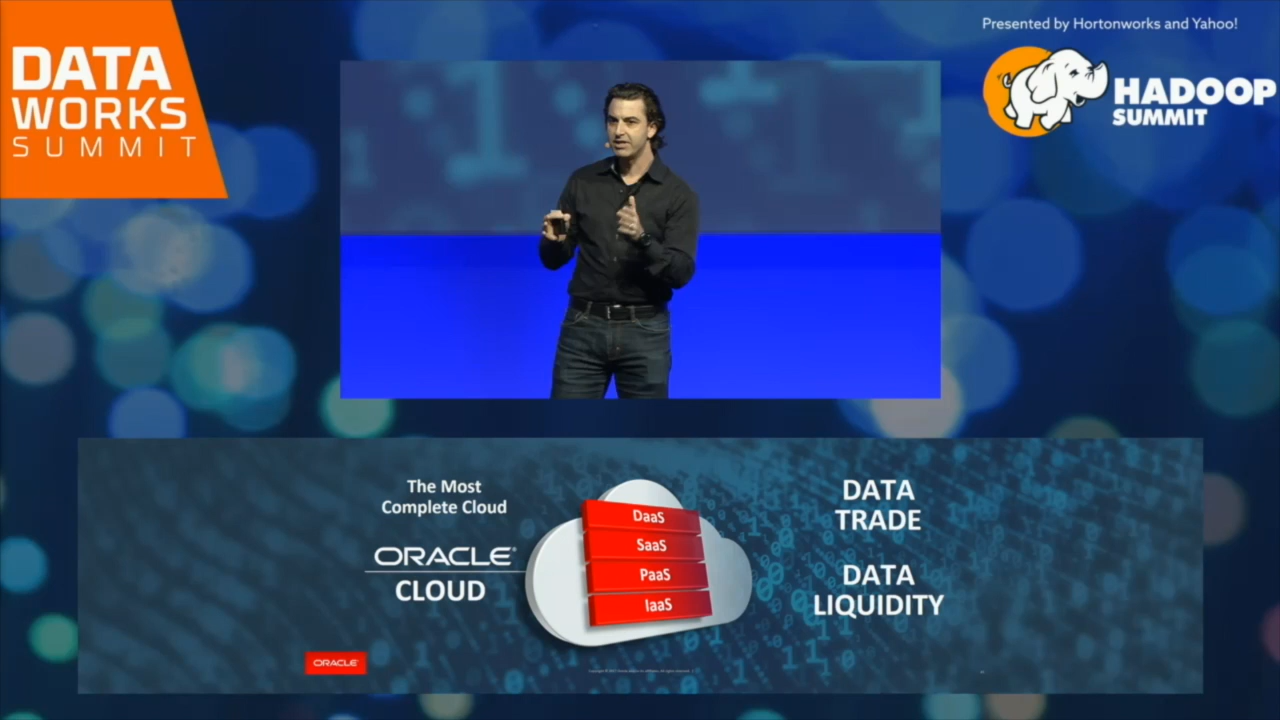 DATA
WORKS
SUMMIT
Presented by Hortonworks and Yahoo!
HADOOP
SUMMIT
The Most
Complete Cloud
ORACLE®
CLOUD
DaaS
SaaS
PaaS
IaaS
DATA
TRADE
DATA
LIQUIDITY
ORACLE®